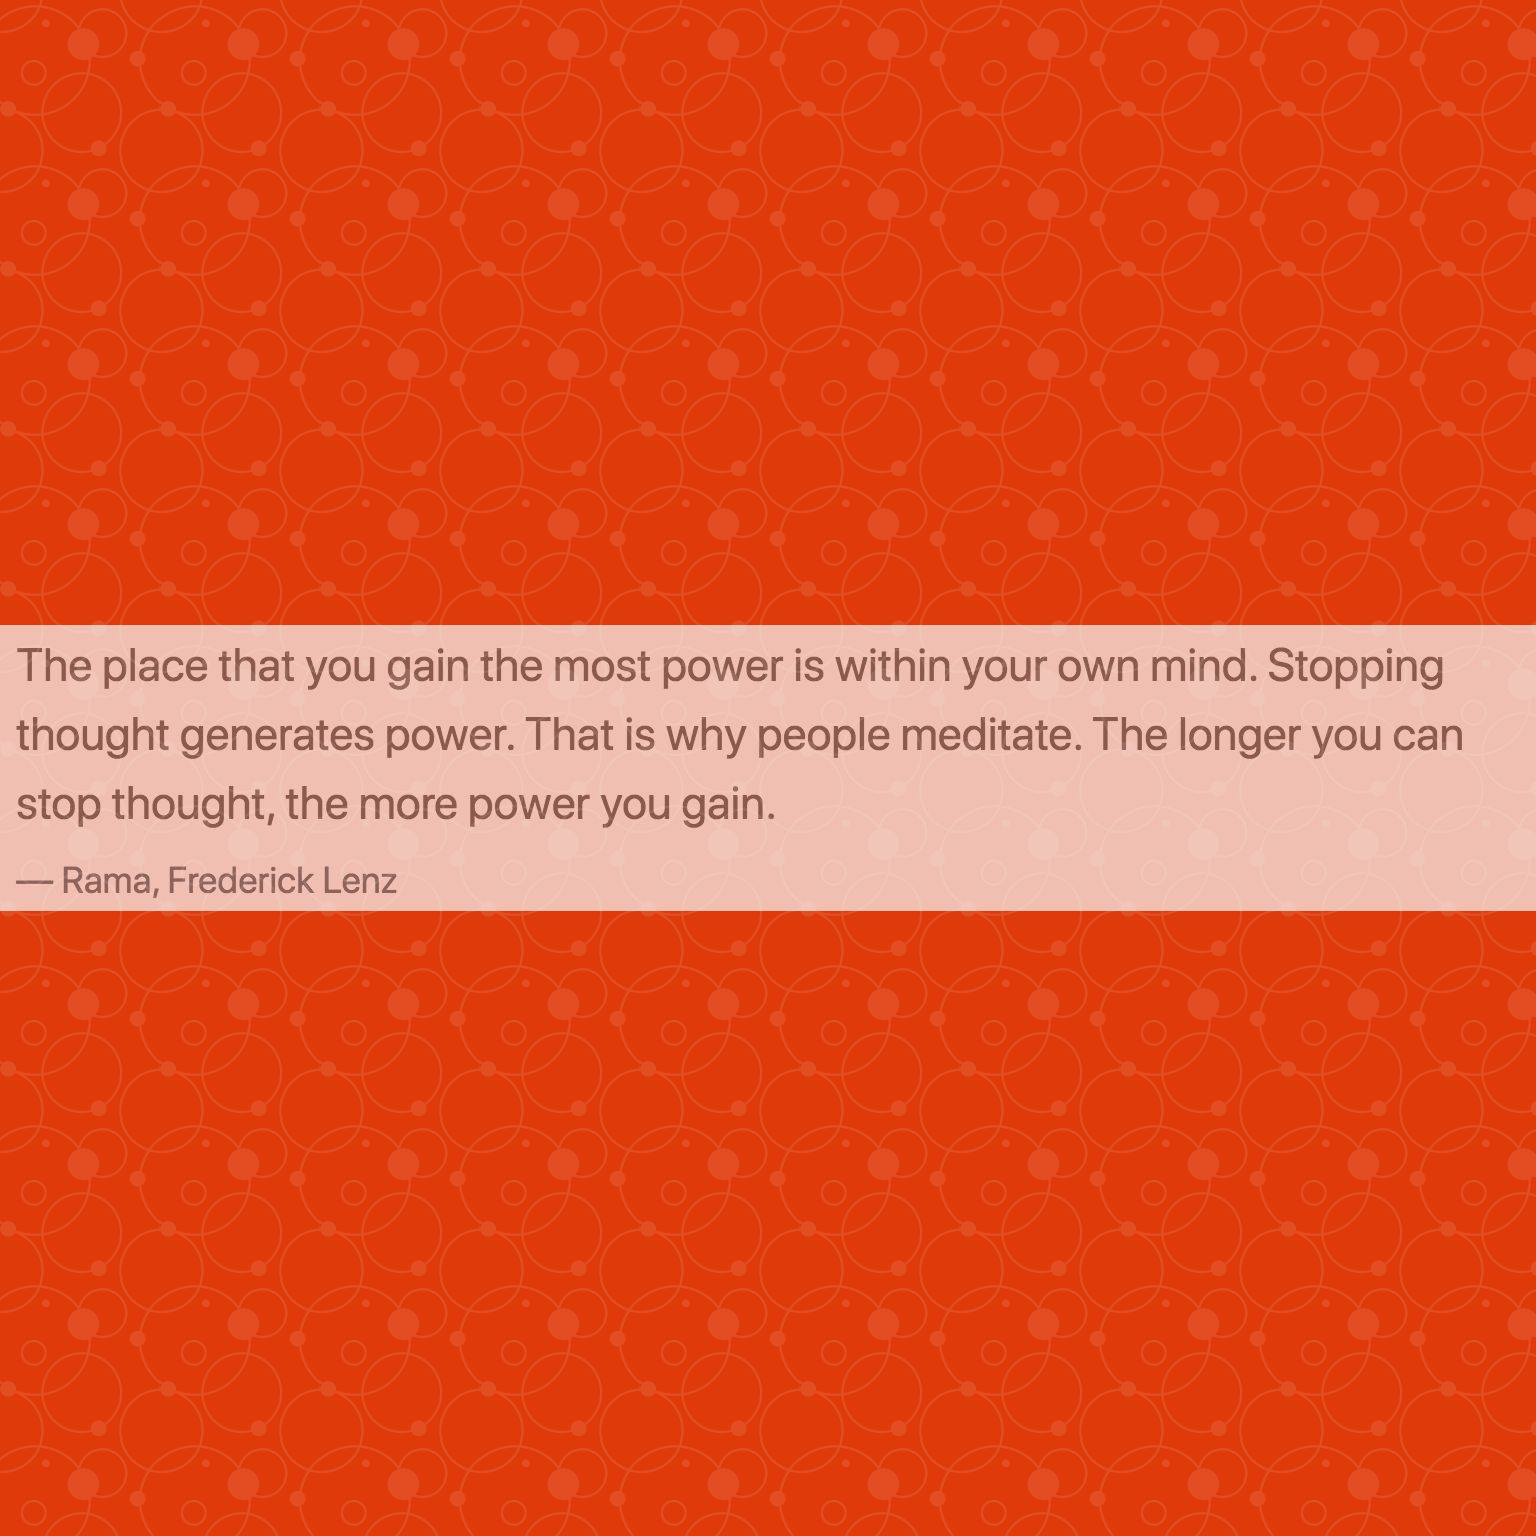 The place that you gain the most power is within your own mind. Stopping
thought generates power. That is why people meditate. The longer you can
stop thought, the more power you gain.
— Rama, Frederick Lenz